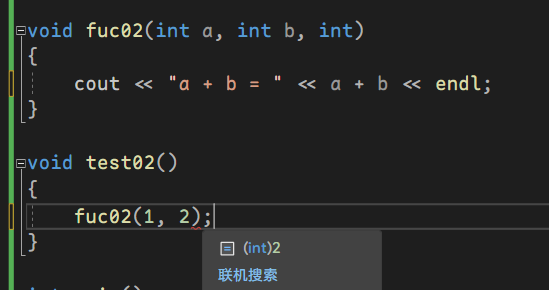 void fuc02(int a, int b, int)
{
cout << "a + b = " << a + b << endl;
}
void test02()
{
fuc02(1, 2);
}
(int)2
联机搜索